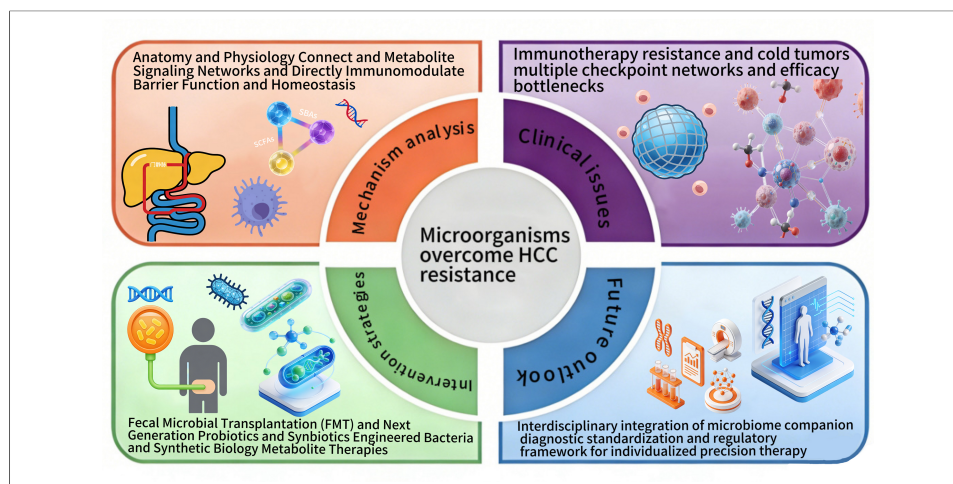 Anatomy and Physiology Connect and Metabolite
Signaling Networks and Directly Immunomodulate
Barrier Function and Homeostasis
SBAs
SCFAs
Mechanism analysis
Immunotherapy resistance and cold tumors
multiple checkpoint networks and efficacy
bottlenecks
Clinical issues
Microorganisms
overcome HCC
resistance
Intervention strategies
Fecal Microbial Transplantation (FMT) and Next
Generation Probiotics and Synbiotics Engineered Bacteria
and Synthetic Biology Metabolite Therapies
Future outlook
Interdisciplinary integration of microbiome companion
diagnostic standardization and regulatory
framework for individualized precision therapy